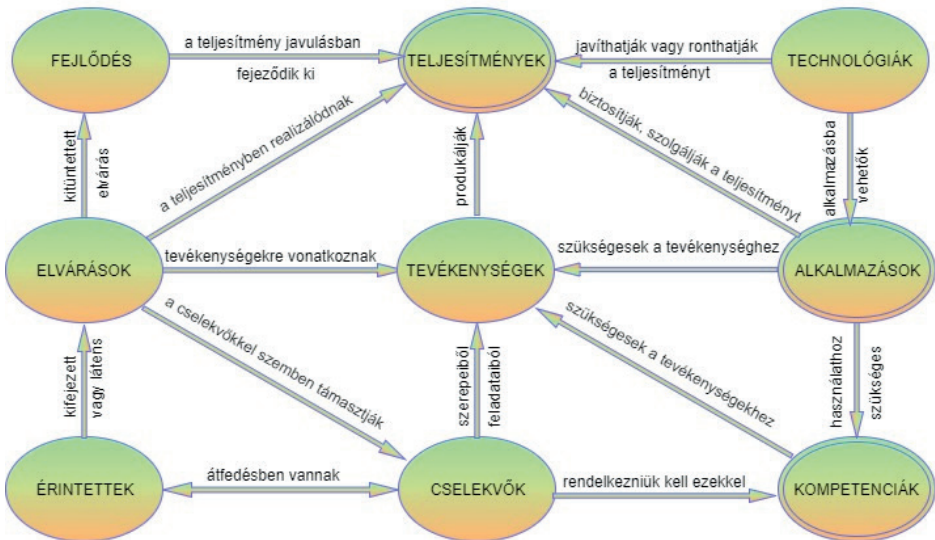 FEJLŐDÉS
a teljesítmény javulásban
fejeződik ki
TELJESÍTMÉNYEK
javíthatják vagy ronthatják
a teljesítményt
TECHNOLÓGIÁK
kitüntettett
elvárás
a teljesítményben realizálódnak
produkálják
biztosítják, szolgálják a teljesítményt
alkalmazásba
vehetők
ELVÁRÁSOK
tevékenységekre vonatkoznak
TEVÉKENYSÉGEK
szükségesek a tevékenységhez
ALKALMAZÁSOK
kifejezett
vagy látens
a cselekvőkkel szemben támasztják
szerepeiből
feladataiból
szükségesek a tevékenységekhez
használathoz
szükséges
ÉRINTETTEK
átfedésben vannak
CSELEKVŐK
rendelkezniük kell ezekkel
KOMPETENCIÁK